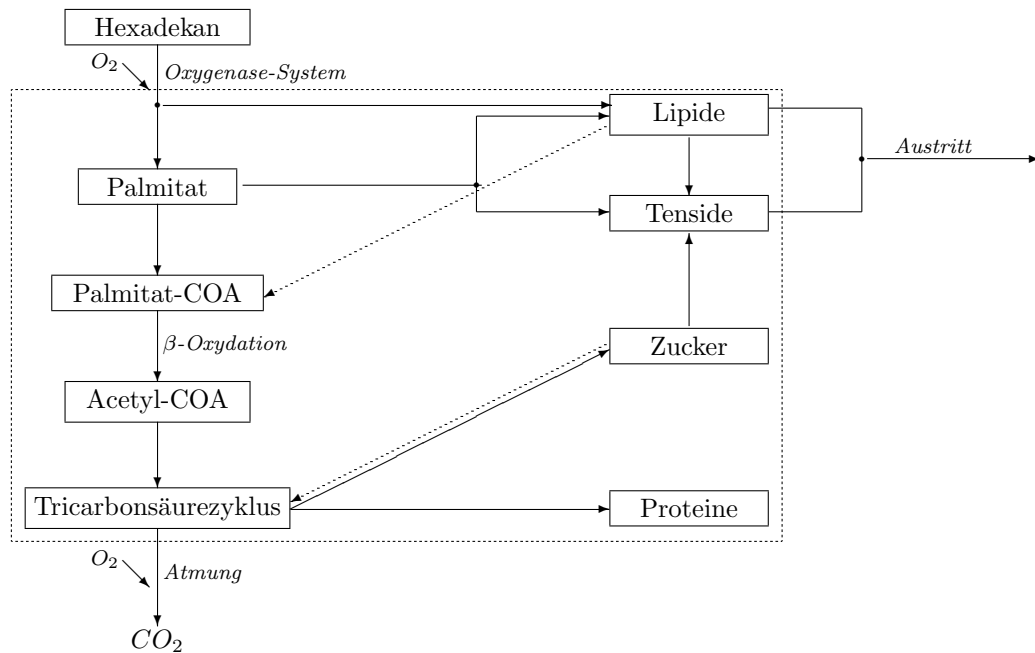 Hexadekan
O₂
Oxygenase-System
Lipide
Austritt
Palmitat
Tenside
Palmitat-COA
β-Oxydation
Zucker
Acetyl-COA
Tricarbonsäurezyklus
Proteine
O₂
Atmung
CO₂